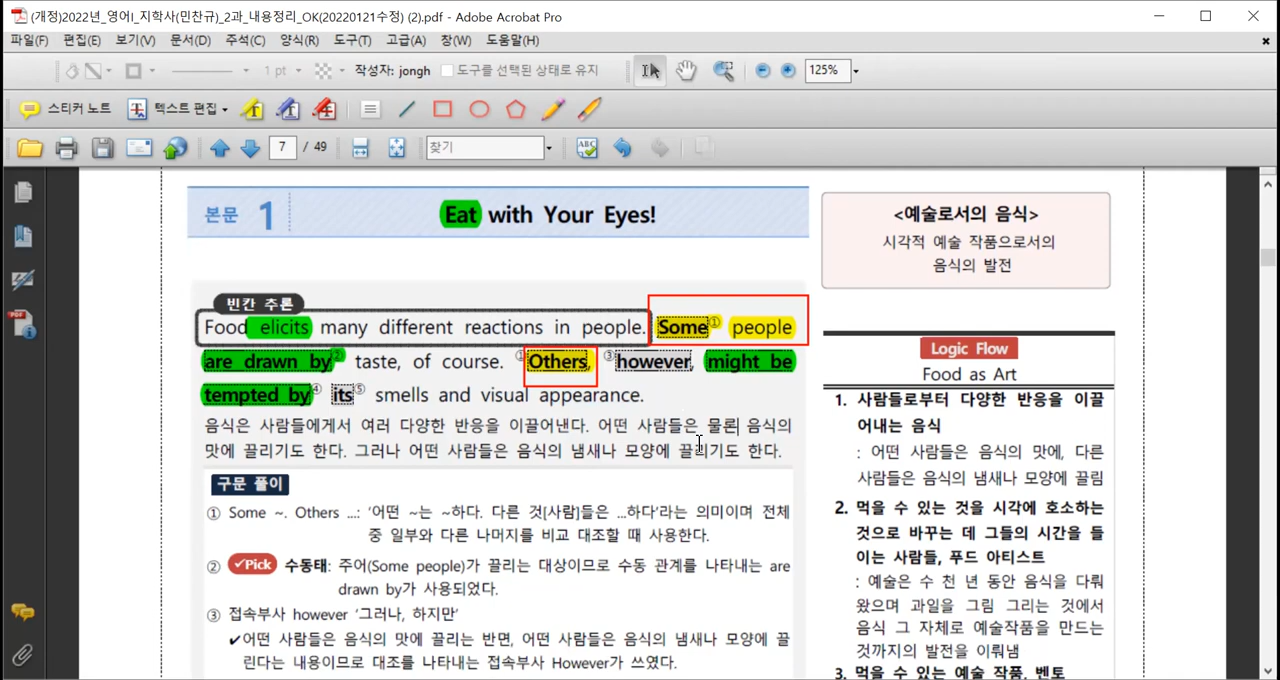 (개정)2022년_영어I_지학사(민찬규)_2과_내용정리_OK(20220121수정) (2).pdf - Adobe Acrobat Pro
파일(F) 편집(E) 보기(V) 문서(D) 주석(C) 양식(R) 도구(T) 고급(A) 창(W) 도움말(H)
1 pt 작성자: jongh 도구를 선택된 상태로 유지 125%
스티커 노트 텍스트 편집
7 / 49 찾기
본문 1 Eat with Your Eyes!
빈칸 추론
Food elicits many different reactions in people. Some① people
are drawn by② taste, of course. ①Others, ③however, might be
tempted by④ its⑤ smells and visual appearance.
음식은 사람들에게서 여러 다양한 반응을 이끌어낸다. 어떤 사람들은 물론 음식의
맛에 끌리기도 한다. 그러나 어떤 사람들은 음식의 냄새나 모양에 끌리기도 한다.
구문 풀이
① Some ~. Others ...: ‘어떤 ~는 ~하다. 다른 것[사람]들은 ...하다’라는 의미이며 전체
중 일부와 다른 나머지를 비교 대조할 때 사용한다.
② ✓Pick 수동태: 주어(Some people)가 끌리는 대상이므로 수동 관계를 나타내는 are
drawn by가 사용되었다.
③ 접속부사 however ‘그러나, 하지만’
✔어떤 사람들은 음식의 맛에 끌리는 반면, 어떤 사람들은 음식의 냄새나 모양에 끌
린다는 내용이므로 대조를 나타내는 접속부사 However가 쓰였다.
<예술로서의 음식>
시각적 예술 작품으로서의
음식의 발전
Logic Flow
Food as Art
1. 사람들로부터 다양한 반응을 이끌
어내는 음식
: 어떤 사람들은 음식의 맛에, 다른
사람들은 음식의 냄새나 모양에 끌림
2. 먹을 수 있는 것을 시각에 호소하는
것으로 바꾸는 데 그들의 시간을 들
이는 사람들, 푸드 아티스트
: 예술은 수 천 년 동안 음식을 다뤄
왔으며 과일을 그림 그리는 것에서
음식 그 자체로 예술작품을 만드는
것까지의 발전을 이뤄냄
3. 먹을 수 있는 예술 작품, 벤토